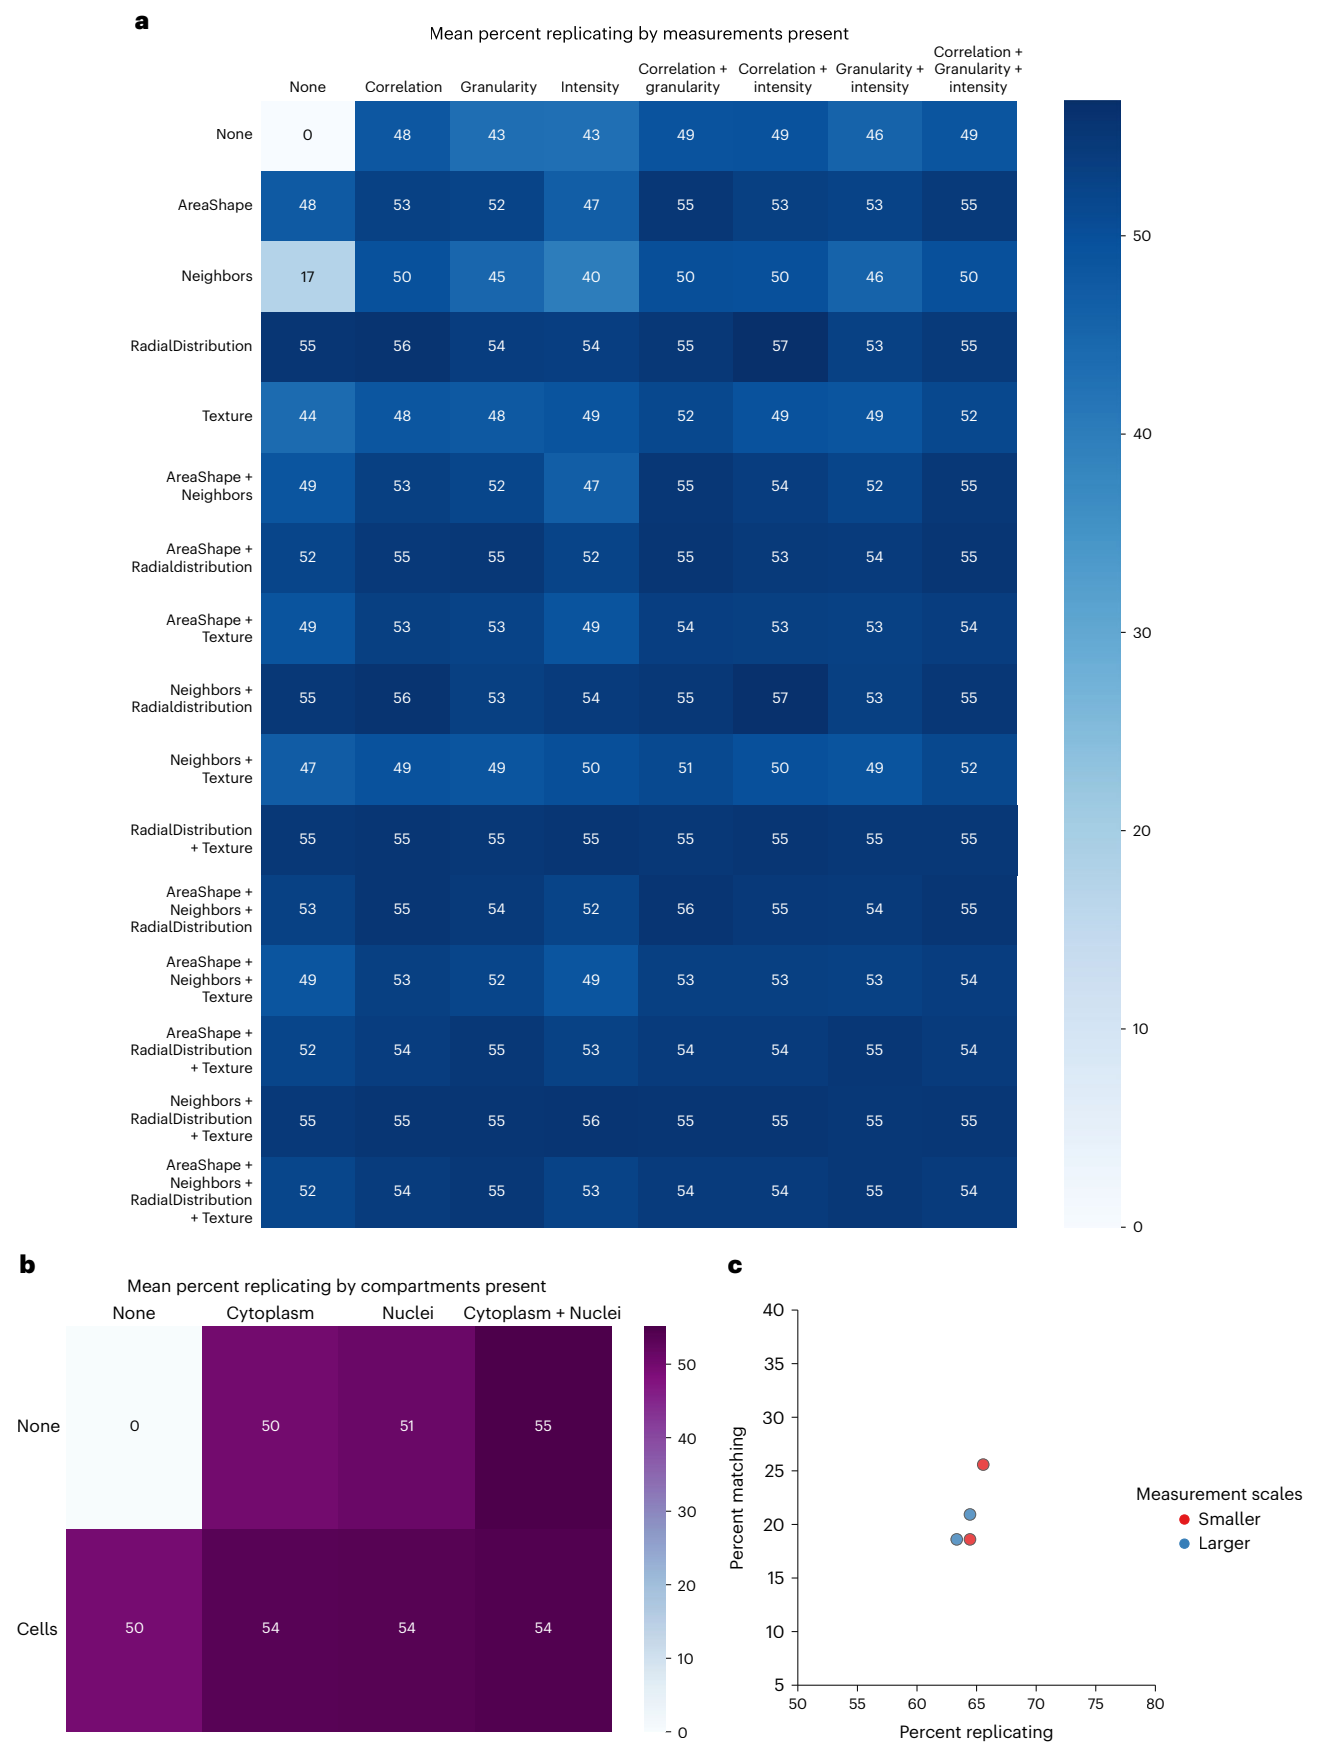 a
Mean percent replicating by measurements present
None
Correlation
Granularity
Intensity
Correlation +
granularity
Correlation +
intensity
Granularity +
intensity
Correlation +
Granularity +
intensity
None 0 48 43 43 49 49 46 49
AreaShape 48 53 52 47 55 53 53 55
Neighbors 17 50 45 40 50 50 46 50
RadialDistribution 55 56 54 54 55 57 53 55
Texture 44 48 48 49 52 49 49 52
AreaShape +
Neighbors
49 53 52 47 55 54 52 55
AreaShape +
Radialdistribution
52 55 55 52 55 53 54 55
AreaShape +
Texture
49 53 53 49 54 53 53 54
Neighbors +
Radialdistribution
55 56 53 54 55 57 53 55
Neighbors +
Texture
47 49 49 50 51 50 49 52
RadialDistribution
+ Texture
55 55 55 55 55 55 55 55
AreaShape +
Neighbors +
RadialDistribution
53 55 54 52 56 55 54 55
AreaShape +
Neighbors +
Texture
49 53 52 49 53 53 53 54
AreaShape +
RadialDistribution
+ Texture
52 54 55 53 54 54 55 54
Neighbors +
RadialDistribution
+ Texture
55 55 55 56 55 55 55 55
AreaShape +
Neighbors +
RadialDistribution
+ Texture
52 54 55 53 54 54 55 54
50
40
30
20
10
0
b
Mean percent replicating by compartments present
None Cytoplasm Nuclei Cytoplasm + Nuclei
None 0 50 51 55
Cells 50 54 54 54
50
40
30
20
10
0
c
Percent matching
40
35
30
25
20
15
10
5
50 55 60 65 70 75 80
Percent replicating
Measurement scales
Smaller
Larger